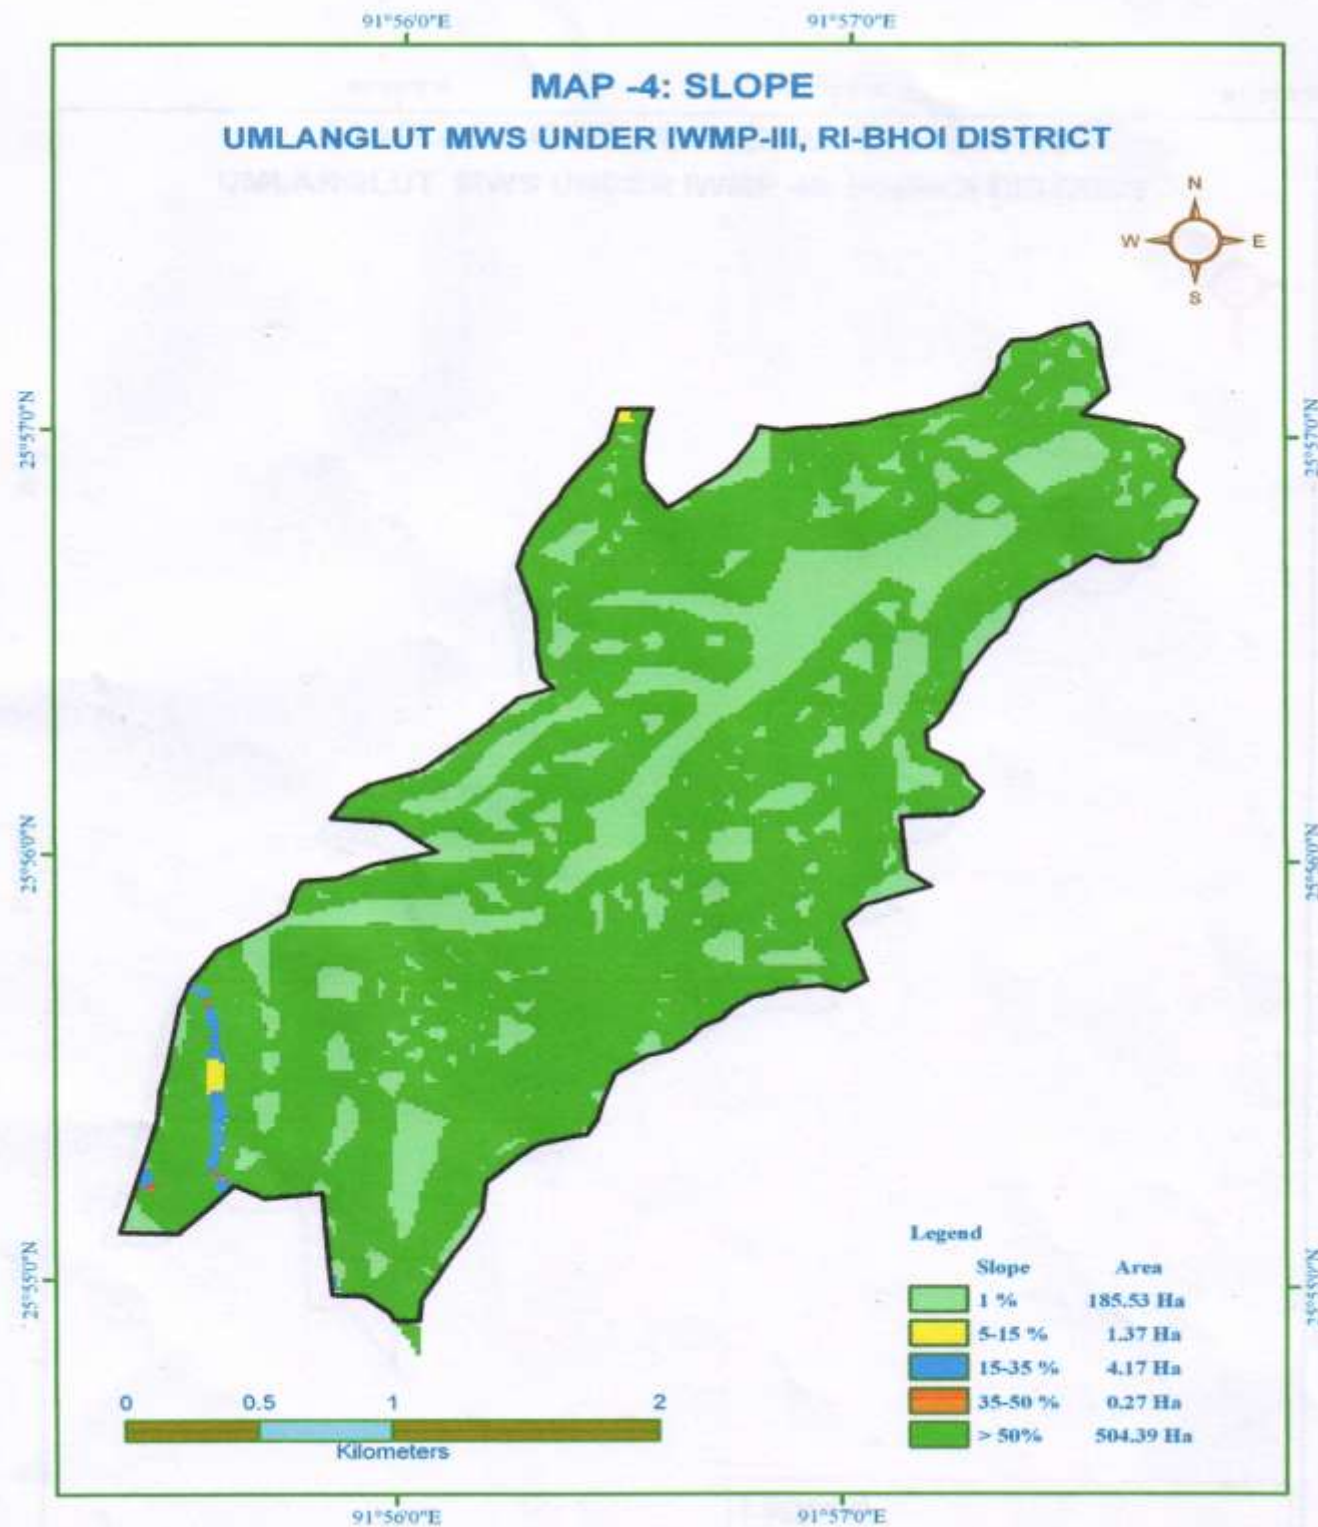 91°56'0"E 91°57'0"E
MAP -4: SLOPE
UMLANGLUT MWS UNDER IWMP-III, RI-BHOI DISTRICT
N
W E
S
25°57'0"N 25°57'0"N
25°56'0"N 25°56'0"N
25°55'0"N 25°55'0"N
Legend
Slope Area
1 % 185.53 Ha
5-15 % 1.37 Ha
15-35 % 4.17 Ha
35-50 % 0.27 Ha
> 50% 504.39 Ha
0 0.5 1 2
Kilometers
91°56'0"E 91°57'0"E